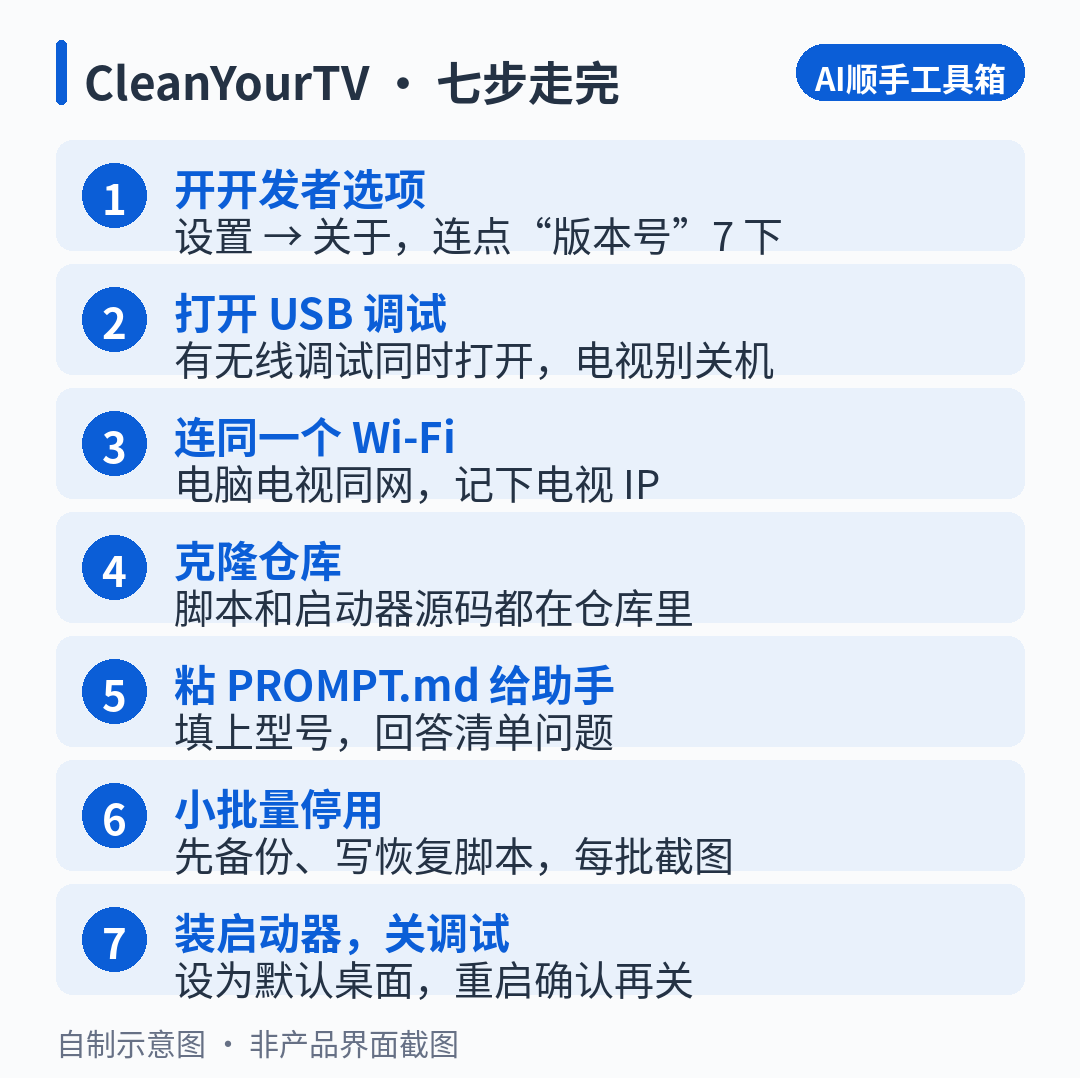 CleanYourTV · 七步走完
AI顺手工具箱
1
开开发者选项
设置 → 关于，连点“版本号”7 下
2
打开 USB 调试
有无线调试同时打开，电视别关机
3
连同一个 Wi-Fi
电脑电视同网，记下电视 IP
4
克隆仓库
脚本和启动器源码都在仓库里
5
粘 PROMPT.md 给助手
填上型号，回答清单问题
6
小批量停用
先备份、写恢复脚本，每批截图
7
装启动器，关调试
设为默认桌面，重启确认再关
自制示意图 · 非产品界面截图